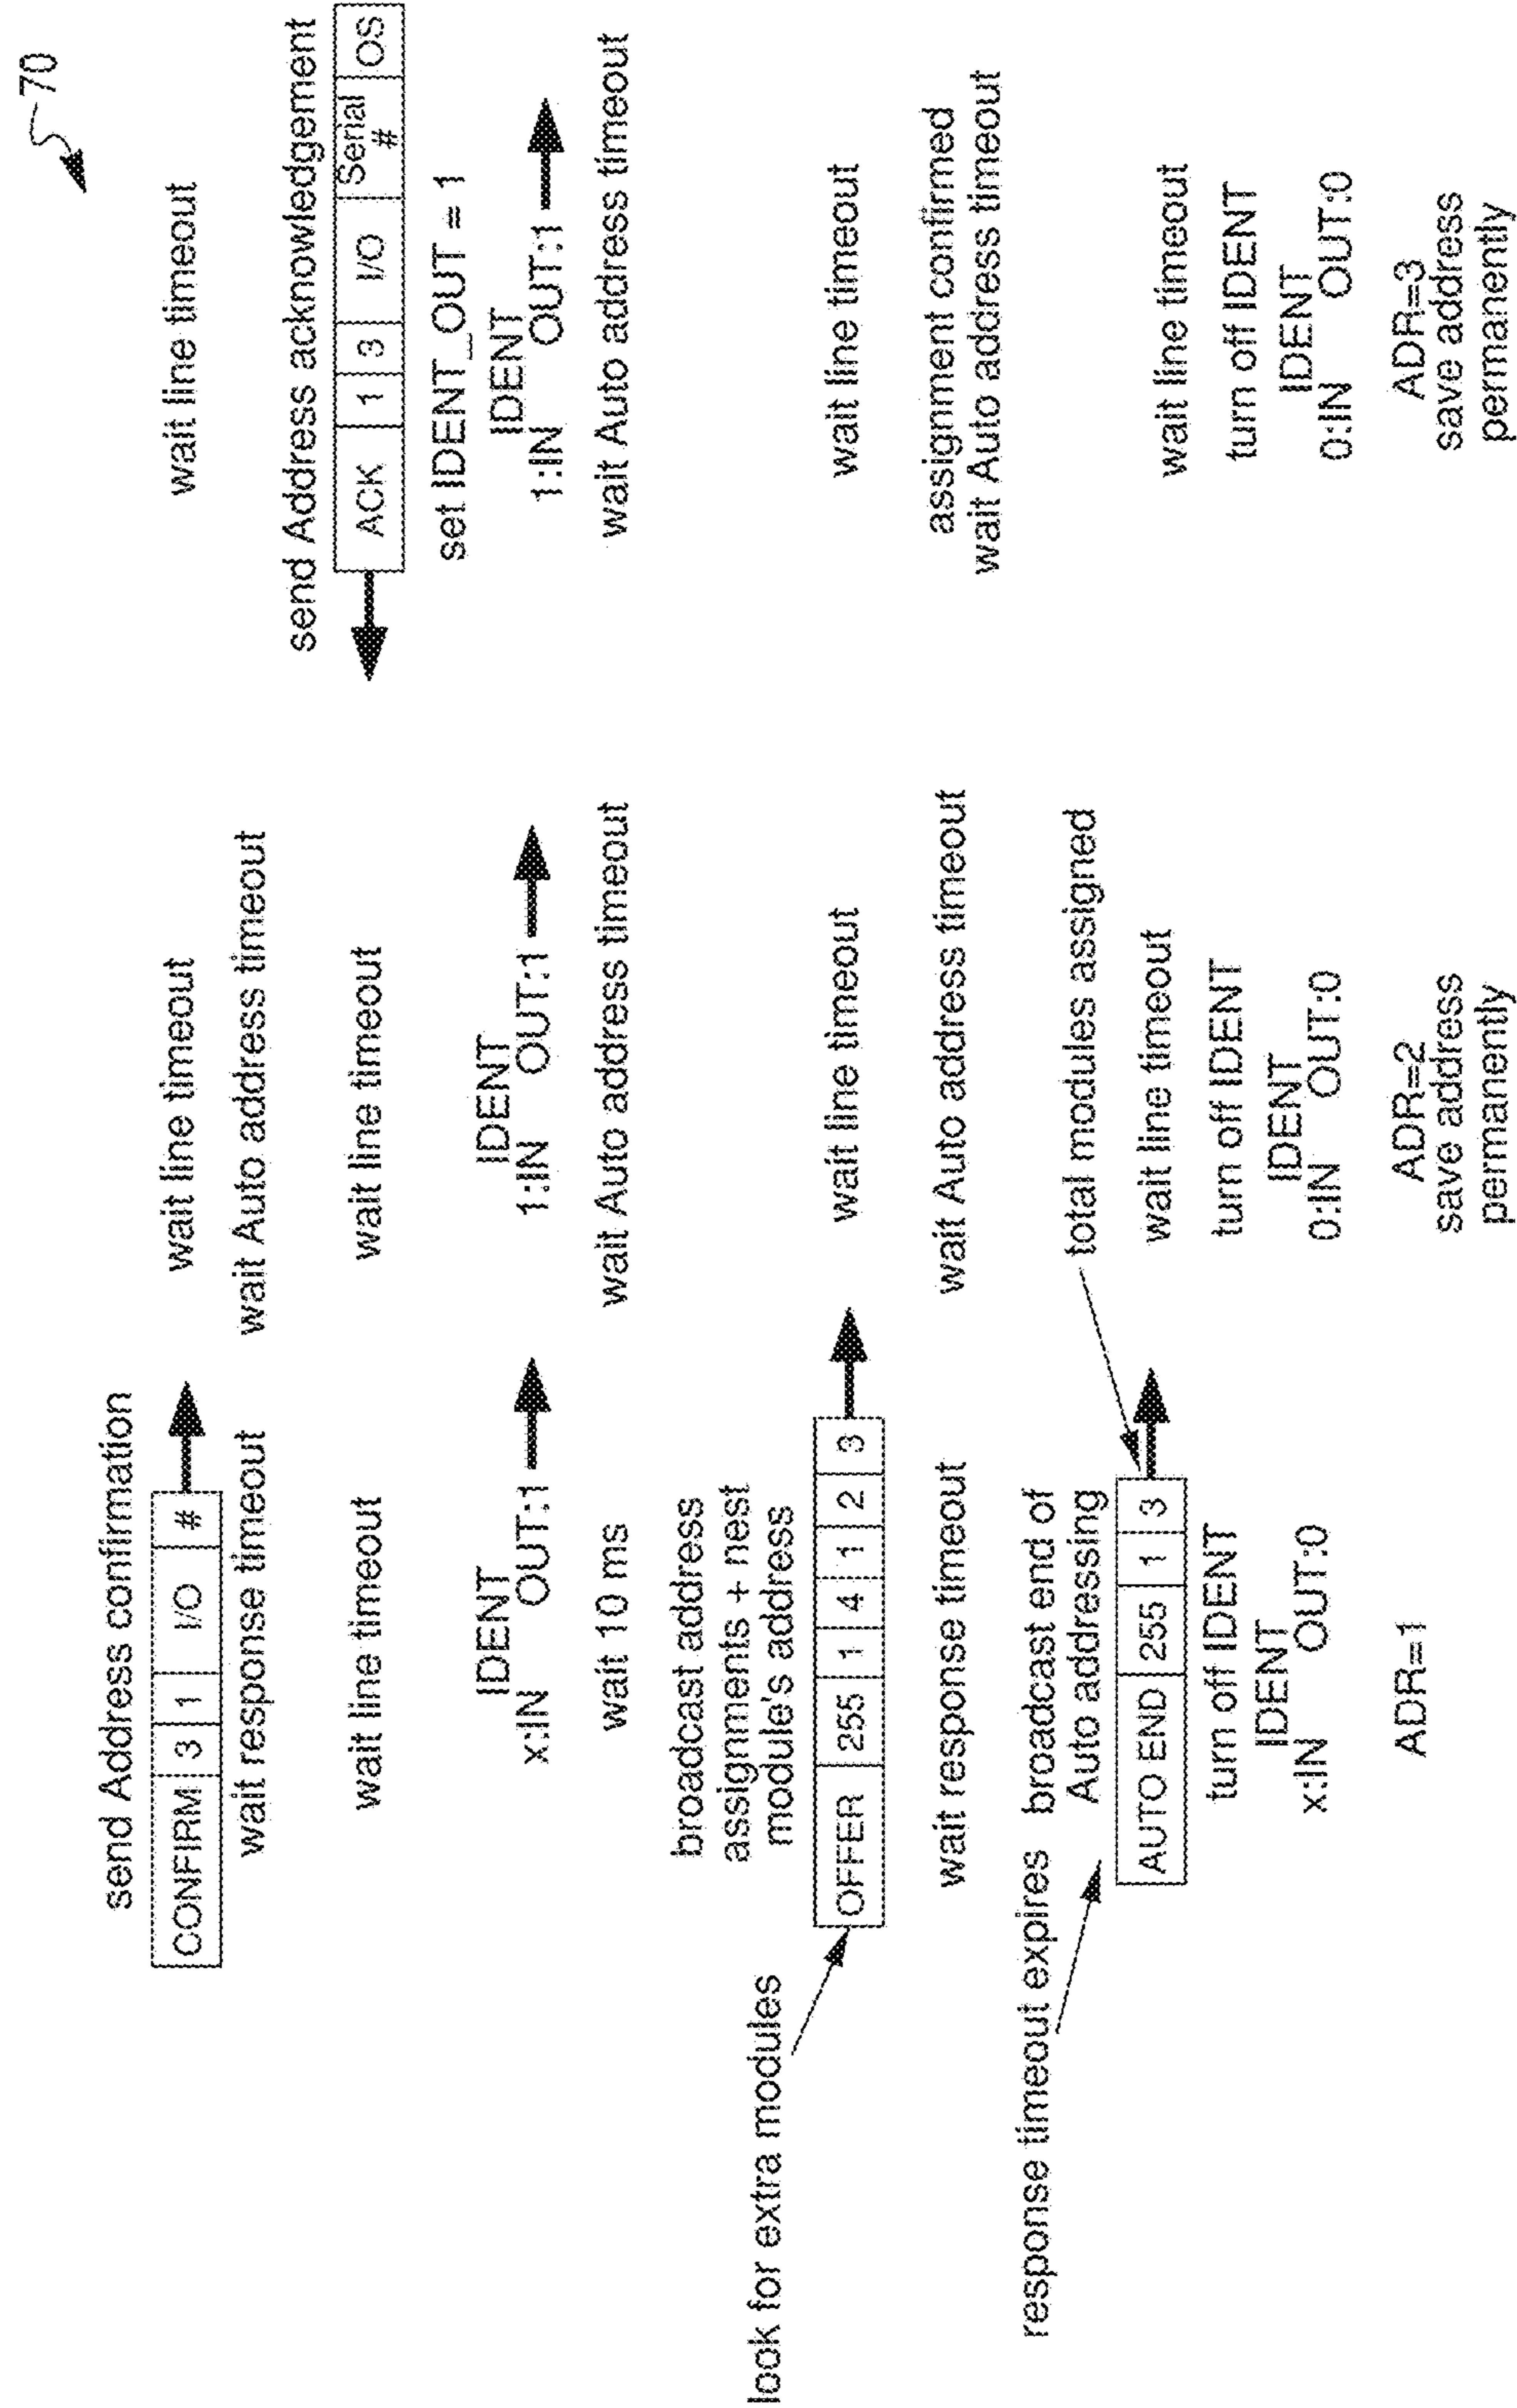 70
send Address confirmation
CONFIRM 3 1 I/O #
wait line timeout
wait line timeout
wait response timeout
wait Auto address timeout
send Address acknowledgement
ACK 1 3 I/O Serial # OS
wait line timeout
wait line timeout
set IDENT_OUT = 1
IDENT
x:IN OUT:1
IDENT
1:IN OUT:1
IDENT
1:IN OUT:1
wait 10 ms
wait Auto address timeout
wait Auto address timeout
broadcast address
assignments + nest
module's address
look for extra modules
OFFER 255 1 4 1 2 3
wait line timeout
wait line timeout
wait response timeout
wait Auto address timeout
assignment confirmed
wait Auto address timeout
response timeout expires
broadcast end of
Auto addressing
total modules assigned
AUTO END 255 1 3
wait line timeout
wait line timeout
turn off IDENT
turn off IDENT
turn off IDENT
IDENT
x:IN OUT:0
IDENT
0:IN OUT:0
IDENT
0:IN OUT:0
ADR=1
ADR=2
save address
permanently
ADR=3
save address
permanently